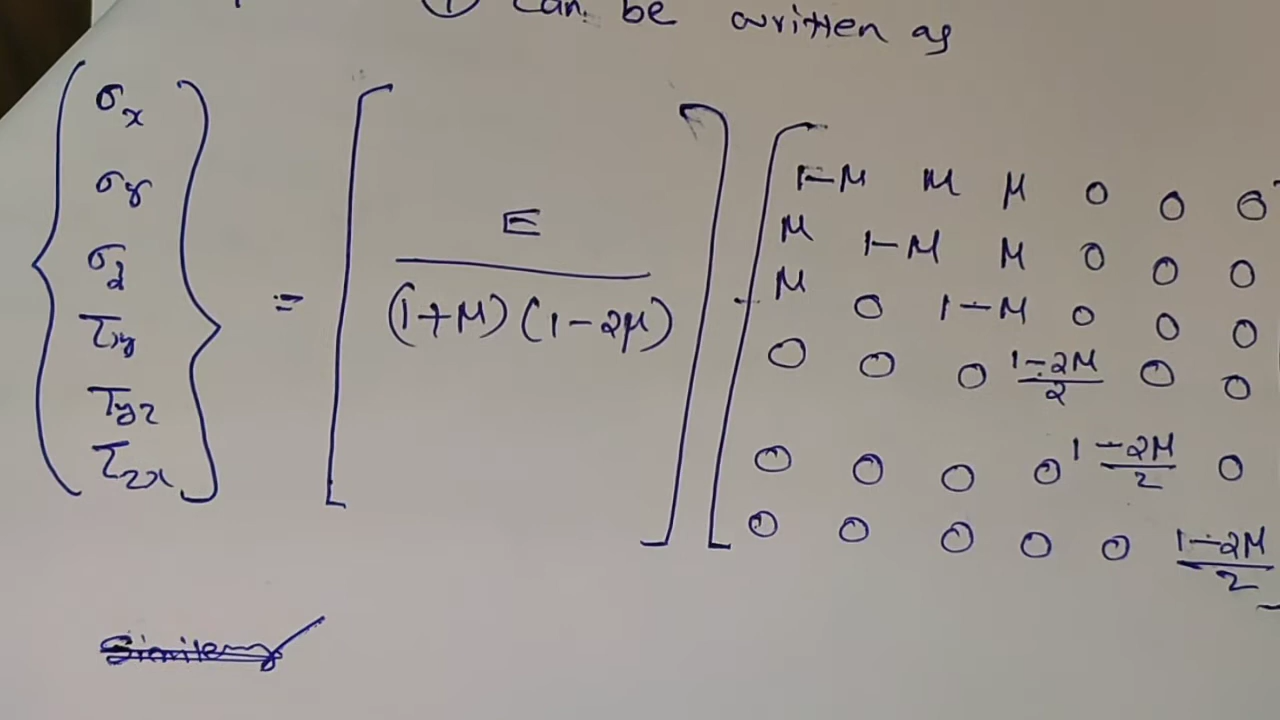 ① can be written as
{ σx σy σz τxy τyz τzx } = [ E / (1+μ)(1-2μ) ] [
1-μ μ μ 0 0 0
μ 1-μ μ 0 0 0
μ 0 1-μ 0 0 0
0 0 0 (1-2μ)/2 0 0
0 0 0 0 (1-2μ)/2 0
0 0 0 0 0 (1-2μ)/2 ]